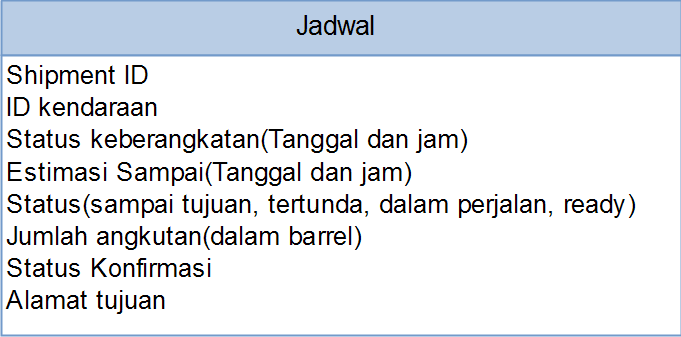 Jadwal
Shipment ID
ID kendaraan
Status keberangkatan(Tanggal dan jam)
Estimasi Sampai(Tanggal dan jam)
Status(sampai tujuan, tertunda, dalam perjalan, ready)
Jumlah angkutan(dalam barrel)
Status Konfirmasi
Alamat tujuan